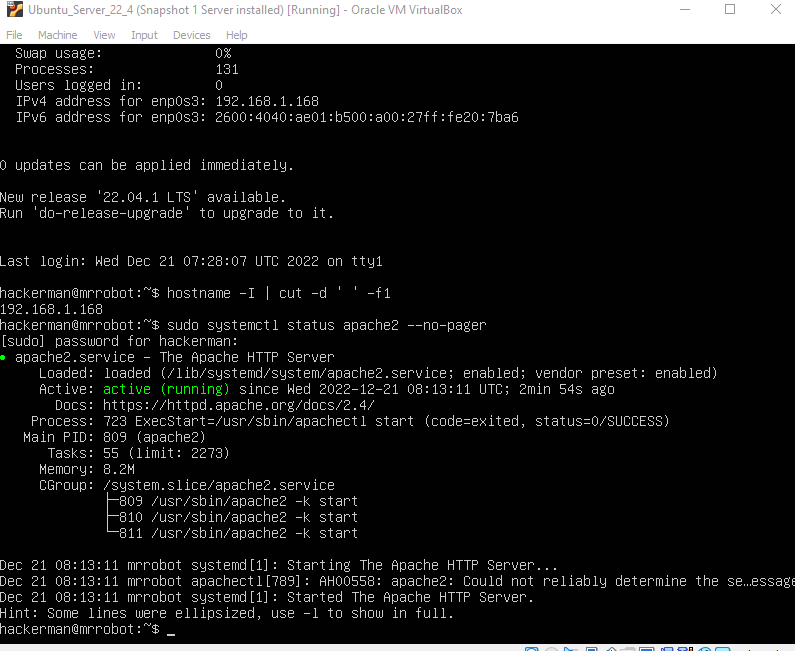 Ubuntu_Server_22_4 (Snapshot 1 Server installed) [Running] - Oracle VM VirtualBox
File Machine View Input Devices Help
Swap usage: 0%
Processes: 131
Users logged in: 0
IPv4 address for enp0s3: 192.168.1.168
IPv6 address for enp0s3: 2600:4040:ae01:b500:a00:27ff:fe20:7ba6
0 updates can be applied immediately.
New release '22.04.1 LTS' available.
Run 'do-release-upgrade' to upgrade to it.
Last login: Wed Dec 21 07:28:07 UTC 2022 on tty1
hackerman@mrrobot:~$ hostname -I | cut -d ' ' -f1
192.168.1.168
hackerman@mrrobot:~$ sudo systemctl status apache2 --no-pager
[sudo] password for hackerman:
● apache2.service - The Apache HTTP Server
Loaded: loaded (/lib/systemd/system/apache2.service; enabled; vendor preset: enabled)
Active: active (running) since Wed 2022-12-21 08:13:11 UTC; 2min 54s ago
Docs: https://httpd.apache.org/docs/2.4/
Process: 723 ExecStart=/usr/sbin/apachectl start (code=exited, status=0/SUCCESS)
Main PID: 809 (apache2)
Tasks: 55 (limit: 2273)
Memory: 8.2M
CGroup: /system.slice/apache2.service
├─809 /usr/sbin/apache2 -k start
├─810 /usr/sbin/apache2 -k start
└─811 /usr/sbin/apache2 -k start
Dec 21 08:13:11 mrrobot systemd[1]: Starting The Apache HTTP Server...
Dec 21 08:13:11 mrrobot apachectl[789]: AH00558: apache2: Could not reliably determine the se…essage
Dec 21 08:13:11 mrrobot systemd[1]: Started The Apache HTTP Server.
Hint: Some lines were ellipsized, use -l to show in full.
hackerman@mrrobot:~$ _